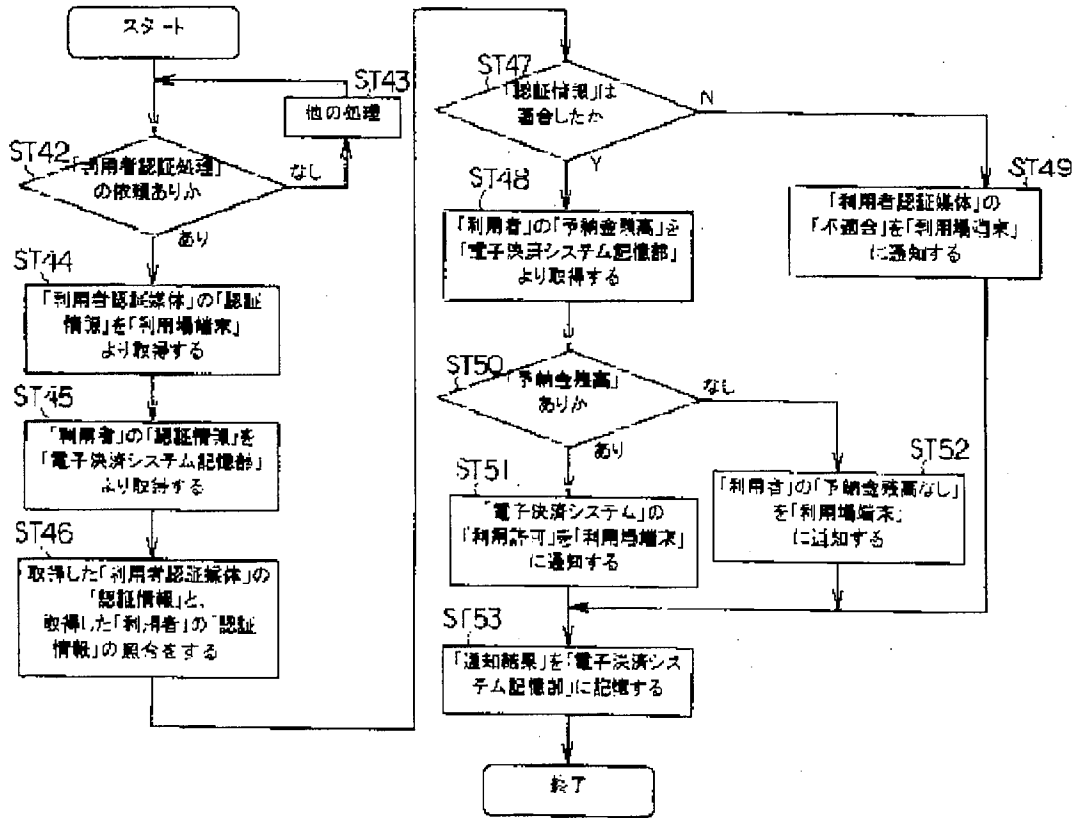 スタート
ST43
他の処理
ST42
「利用者認証処理」
の依頼ありか
なし
あり
ST44
「利用者認証媒体」の「認証
情報」を「利用場端末」
より取得する
ST45
「利用者」の「認証情報」を
「電子決済システム記憶部」
より取得する
ST46
取得した「利用者認証媒体」の
「認証情報」と、
取得した「利用者」の「認証
情報」の照合をする
ST47
「認証情報」は
適合したか
N
Y
ST48
「利用者」の「予納金残高」を
「電子決済システム記憶部」
より取得する
ST49
「利用者認証媒体」の
「不適合」を「利用場端末」
に通知する
ST50
「予納金残高」
ありか
なし
あり
ST51
「電子決済システム」の
「利用許可」を「利用場端末」
に通知する
ST52
「利用者」の「予納金残高なし」
を「利用場端末」
に通知する
ST53
「通知結果」を「電子決済シス
テム記憶部」に記憶する
終了